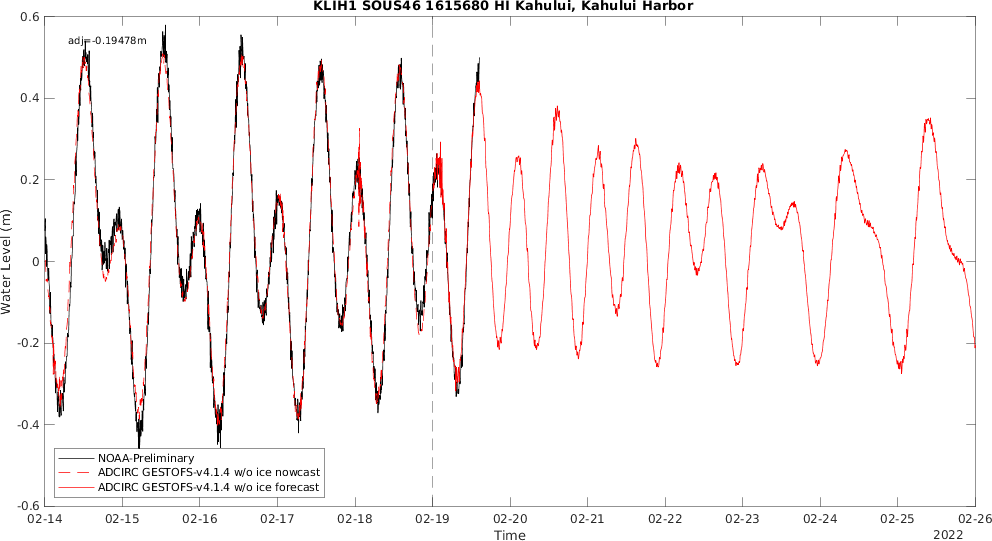 KLIH1 SOUS46 1615680 HI Kahului, Kahului Harbor
adj=-0.19478m
Water Level (m)
0.6
0.4
0.2
0
-0.2
-0.4
-0.6
NOAA-Preliminary
ADCIRC GESTOFS-v4.1.4 w/o ice nowcast
ADCIRC GESTOFS-v4.1.4 w/o ice forecast
02-14 02-15 02-16 02-17 02-18 02-19 02-20 02-21 02-22 02-23 02-24 02-25 02-26
Time
2022